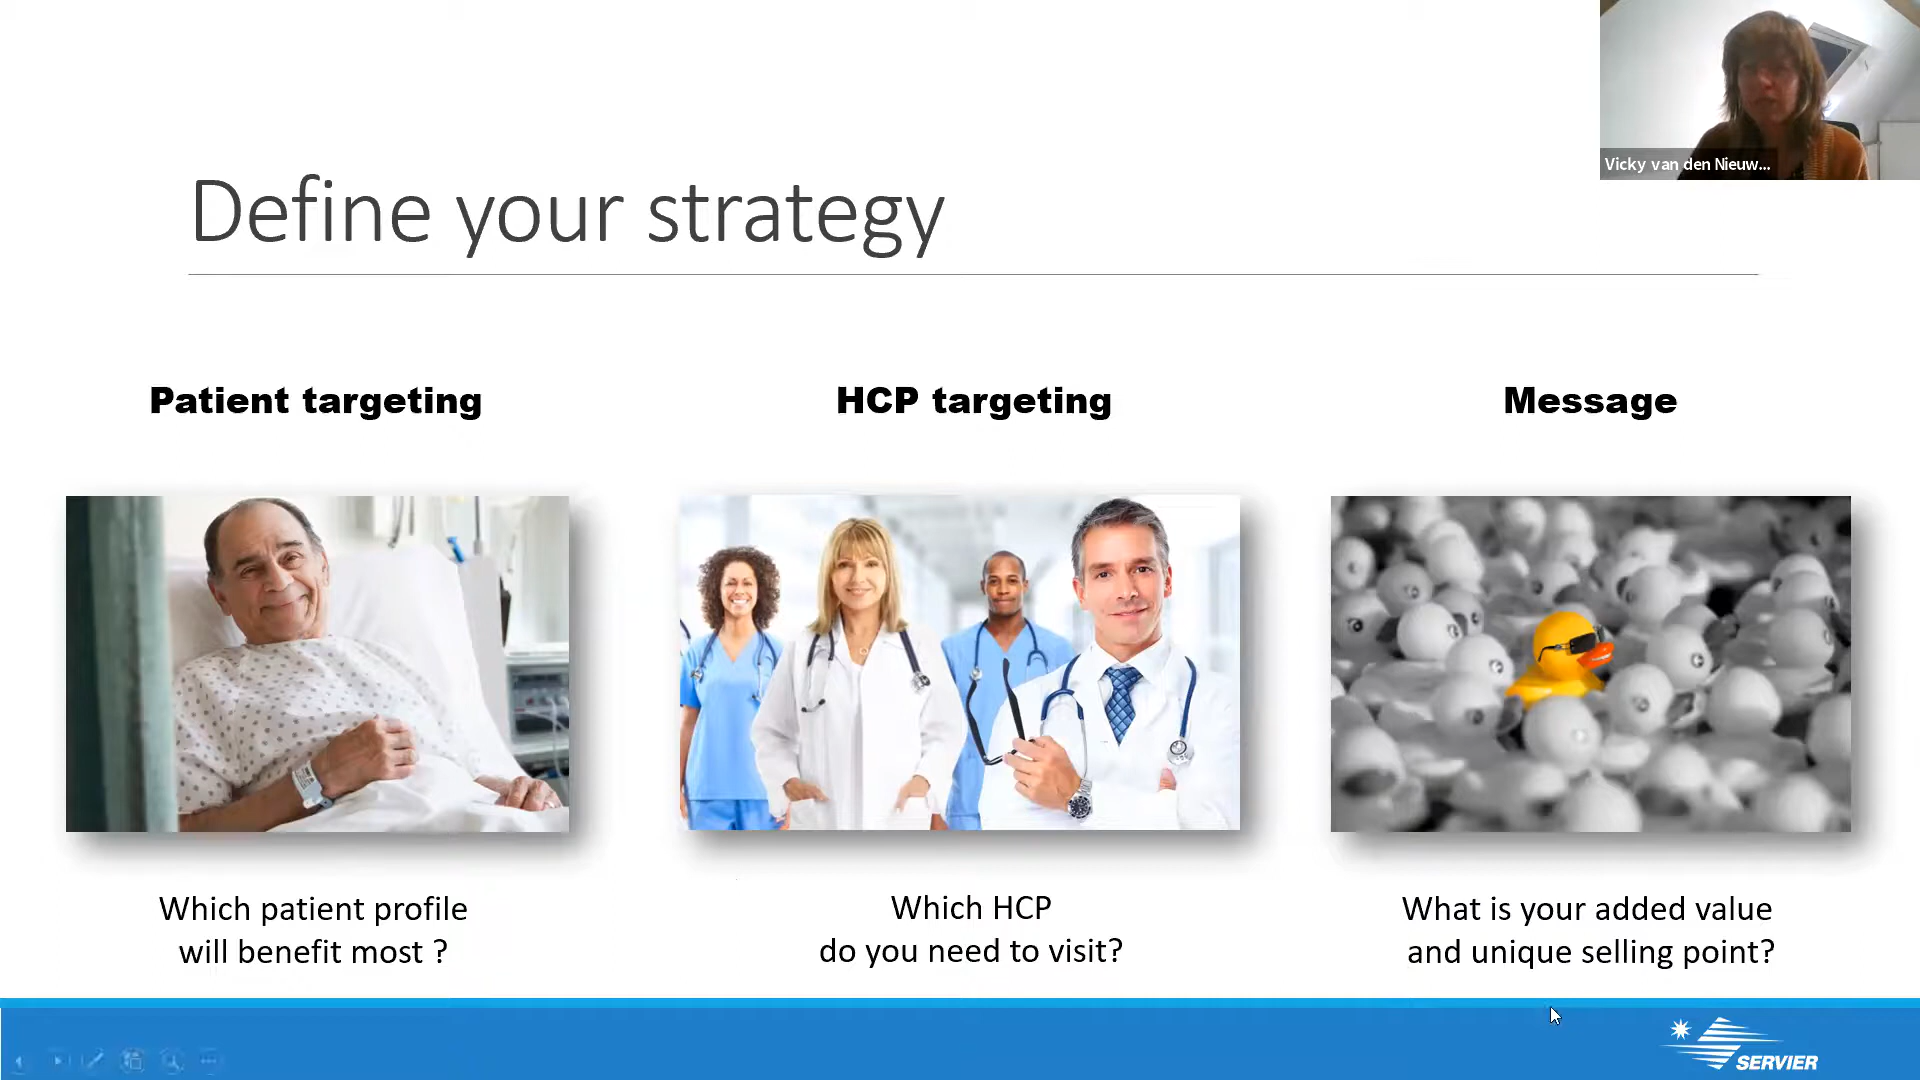 Vicky van den Nieuw...
Define your strategy
Patient targeting
HCP targeting
Message
Which patient profile
will benefit most ?
Which HCP
do you need to visit?
What is your added value
and unique selling point?
SERVIER